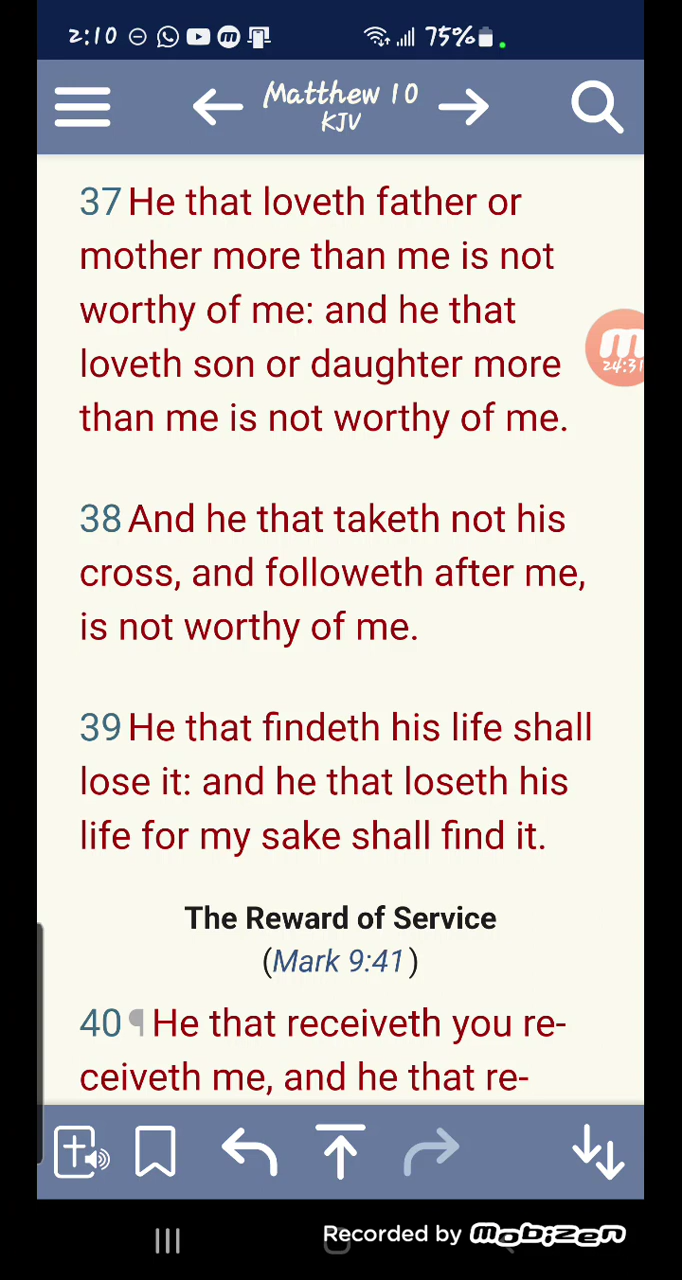 2:10
75%
Matthew 10
KJV
37 He that loveth father or
mother more than me is not
worthy of me: and he that
loveth son or daughter more
than me is not worthy of me.
24:31
38 And he that taketh not his
cross, and followeth after me,
is not worthy of me.
39 He that findeth his life shall
lose it: and he that loseth his
life for my sake shall find it.
The Reward of Service
(Mark 9:41)
40 ¶ He that receiveth you re-
ceiveth me, and he that re-
Recorded by mobizen